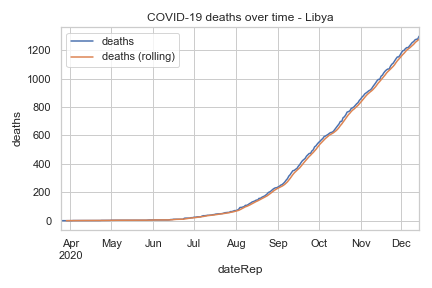 COVID-19 deaths over time - Libya
deaths
deaths (rolling)
1200
1000
800
600
400
200
0
deaths
Apr May Jun Jul Aug Sep Oct Nov Dec
2020
dateRep